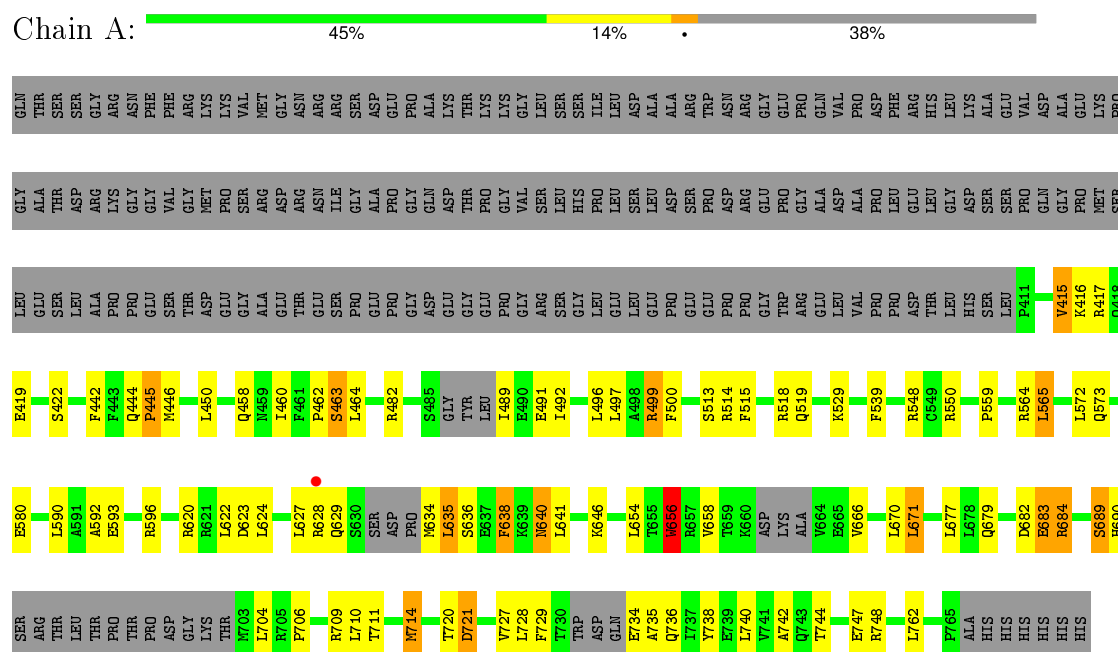 Chain A:
45% 14% • 38%
GLN THR SER SER GLY ARG ASN PHE PHE ARG LYS LYS VAL MET GLY ASN ARG ARG SER ASP GLU PRO ALA LYS THR LYS LYS GLY LEU SER SER ILE LEU ASP ALA ALA ARG TRP ASN ARG GLY GLU PRO GLN VAL PRO ASP PHE ARG HIS LEU LYS ALA GLU VAL ASP ALA GLU LYS PRO
GLY ALA THR ASP ARG LYS GLY GLY VAL GLY MET PRO SER ARG ASP ARG ASN ILE GLY ALA PRO GLY GLN ASP THR PRO GLY VAL SER LEU HIS PRO LEU SER LEU ASP SER PRO ASP ARG GLU PRO GLY ALA ASP ALA PRO LEU GLU LEU GLY ASP SER SER PRO GLN GLY PRO MET SER
LEU GLU SER LEU ALA PRO PRO GLU SER THR ASP GLU GLY ALA GLU THR GLU SER PRO GLU PRO GLY ASP GLU GLY GLU PRO GLY ARG SER GLY LEU GLU LEU GLU PRO GLU GLU PRO PRO GLY TRP ARG GLU LEU VAL PRO PRO ASP THR LEU HIS SER LEU P411 V415 K416 R417 Q418
E419 S422 F442 F443 Q444 P445 M446 L450 Q458 N459 I460 F461 P462 S463 L464 R482 S485 GLY TYR LEU I489 E490 E491 I492 L496 L497 A498 R499 F500 S513 R514 F515 R518 Q519 K529 F539 R548 C549 R550 P559 R564 L565 L572 Q573
E580 L590 A591 A592 E593 R596 R620 R621 L622 D623 L624 L627 R628 Q629 S630 SER ASP PRO M634 L635 S636 E637 F638 K639 N640 L641 K646 L654 T655 W656 R657 V658 T659 K660 ASP LYS ALA V664 E665 V666 L670 L671 L677 L678 Q679 D682 E683 R684 S689 H690
SER ARG THR LEU THR PRO THR PRO ASP GLY LYS THR M703 L704 R705 P706 R709 L710 T711 M714 T720 D721 V727 L728 F729 T730 TRP ASP GLN E734 A735 Q736 I737 Y738 E739 L740 V741 A742 Q743 T744 E747 R748 L762 P765 ALA HIS HIS HIS HIS HIS HIS